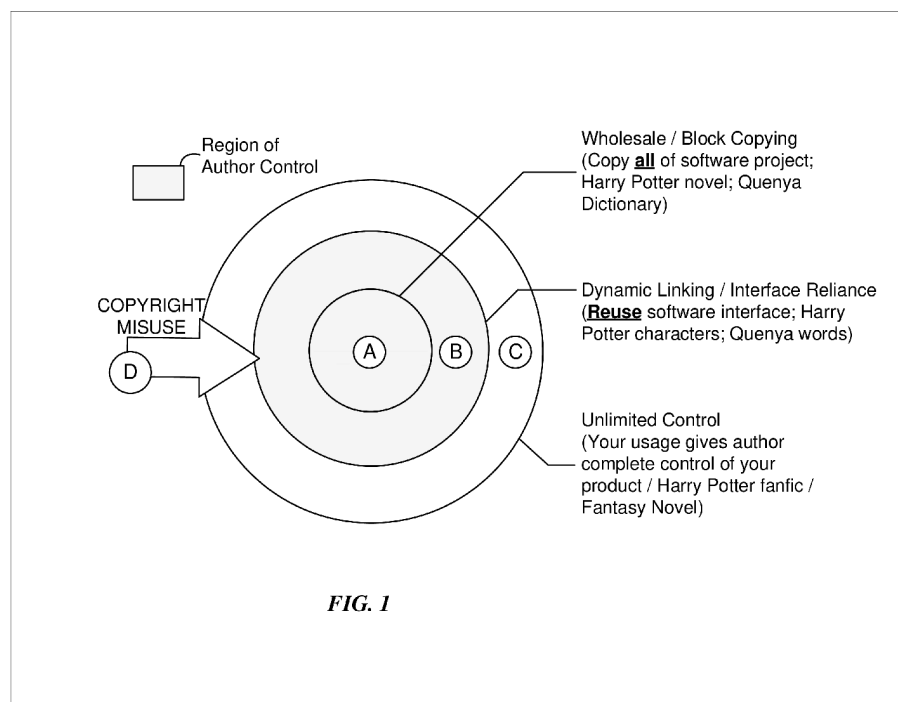 Region of
Author Control
Wholesale / Block Copying
(Copy all of software project;
Harry Potter novel; Quenya
Dictionary)
Dynamic Linking / Interface Reliance
(Reuse software interface; Harry
Potter characters; Quenya words)
COPYRIGHT
MISUSE
D
A
B
C
Unlimited Control
(Your usage gives author
complete control of your
product / Harry Potter fanfic /
Fantasy Novel)
FIG. 1